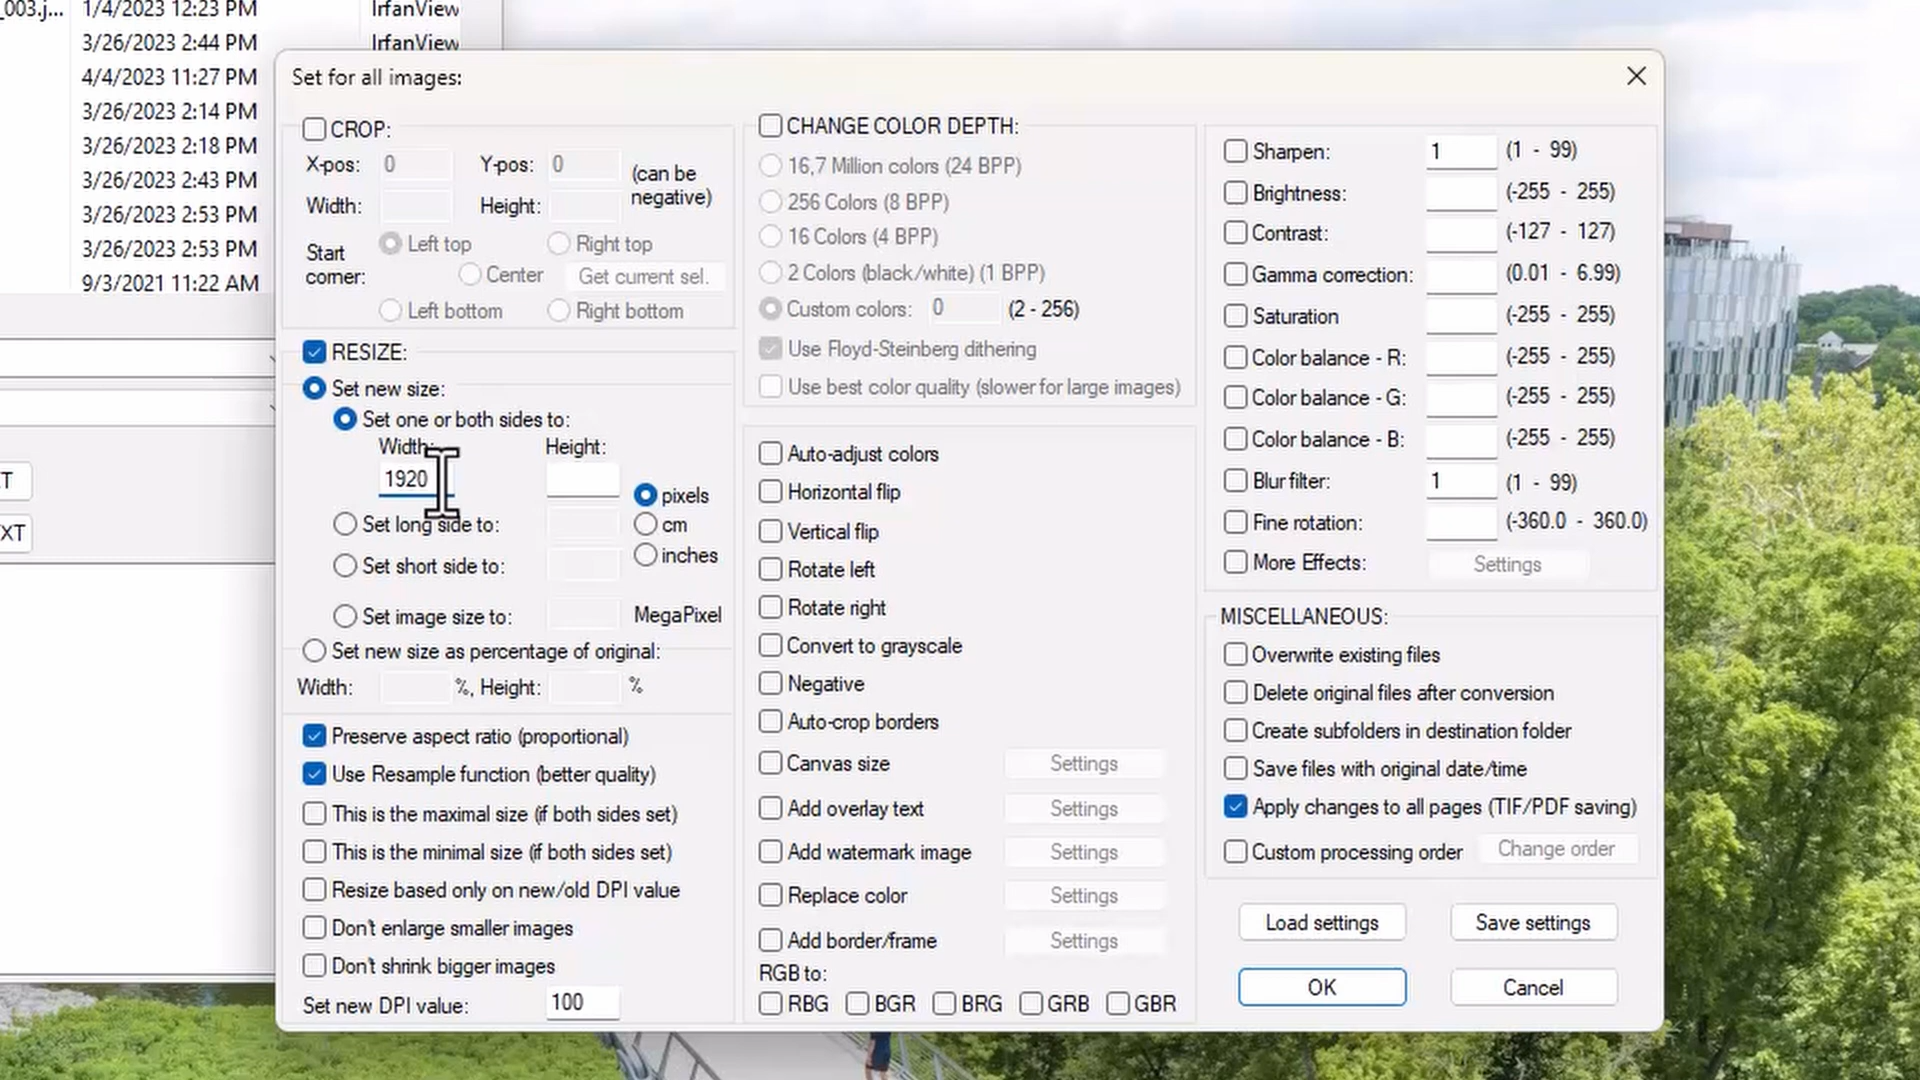 _003.j... 1/4/2023 12:23 PM IrfanView
3/26/2023 2:44 PM IrfanView
4/4/2023 11:27 PM
3/26/2023 2:14 PM
3/26/2023 2:18 PM
3/26/2023 2:43 PM
3/26/2023 2:53 PM
3/26/2023 2:53 PM
9/3/2021 11:22 AM
T
XT
Set for all images:
CROP:
X-pos: 0 Y-pos: 0 (can be negative)
Width: Height:
Start corner:
Left top Right top
Center Get current sel.
Left bottom Right bottom
RESIZE:
Set new size:
Set one or both sides to:
Width: Height:
1920 pixels
Set long side to: cm
Set short side to: inches
Set image size to: MegaPixel
Set new size as percentage of original:
Width: %, Height: %
Preserve aspect ratio (proportional)
Use Resample function (better quality)
This is the maximal size (if both sides set)
This is the minimal size (if both sides set)
Resize based only on new/old DPI value
Don't enlarge smaller images
Don't shrink bigger images
Set new DPI value: 100
CHANGE COLOR DEPTH:
16,7 Million colors (24 BPP)
256 Colors (8 BPP)
16 Colors (4 BPP)
2 Colors (black/white) (1 BPP)
Custom colors: 0 (2 - 256)
Use Floyd-Steinberg dithering
Use best color quality (slower for large images)
Auto-adjust colors
Horizontal flip
Vertical flip
Rotate left
Rotate right
Convert to grayscale
Negative
Auto-crop borders
Canvas size Settings
Add overlay text Settings
Add watermark image Settings
Replace color Settings
Add border/frame Settings
RGB to:
RBG BGR BRG GRB GBR
Sharpen: 1 (1 - 99)
Brightness: (-255 - 255)
Contrast: (-127 - 127)
Gamma correction: (0.01 - 6.99)
Saturation (-255 - 255)
Color balance - R: (-255 - 255)
Color balance - G: (-255 - 255)
Color balance - B: (-255 - 255)
Blur filter: 1 (1 - 99)
Fine rotation: (-360.0 - 360.0)
More Effects: Settings
MISCELLANEOUS:
Overwrite existing files
Delete original files after conversion
Create subfolders in destination folder
Save files with original date/time
Apply changes to all pages (TIF/PDF saving)
Custom processing order Change order
Load settings Save settings
OK Cancel